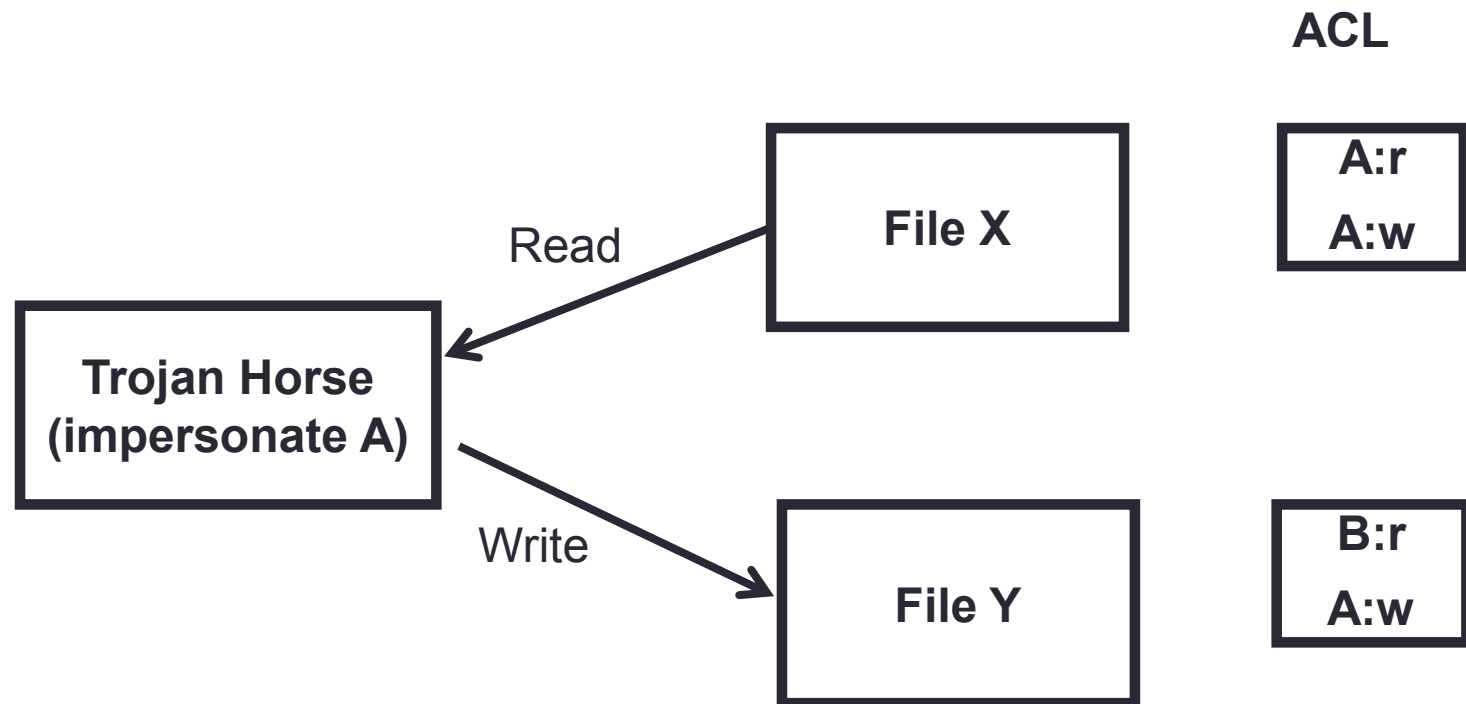 ACL
File X
A:r
A:w
Read
Trojan Horse
(impersonate A)
Write
File Y
B:r
A:w